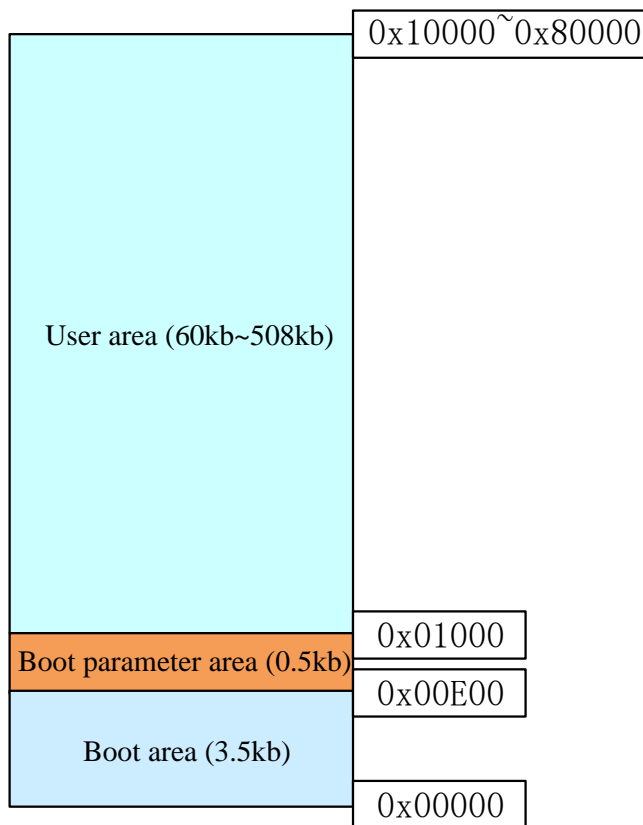 0x10000~0x80000
User area (60kb~508kb)
0x01000
Boot parameter area (0.5kb)
0x00E00
Boot area (3.5kb)
0x00000